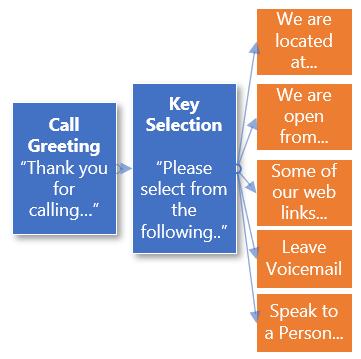 Call
Greeting
“Thank you
for
calling...”
Key
Selection
“Please
select from
the
following..”
We are
located
at...
We are
open
from...
Some of
our web
links...
Leave
Voicemail
Speak to
a Person...